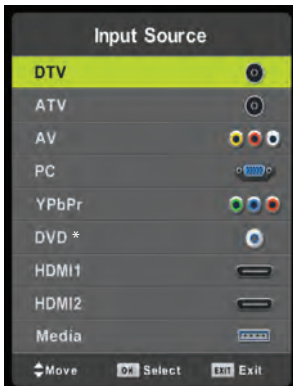 Input Source
DTV
ATV
AV
PC
YPbPr
DVD *
HDMI1
HDMI2
Media
Move OK Select EXIT Exit